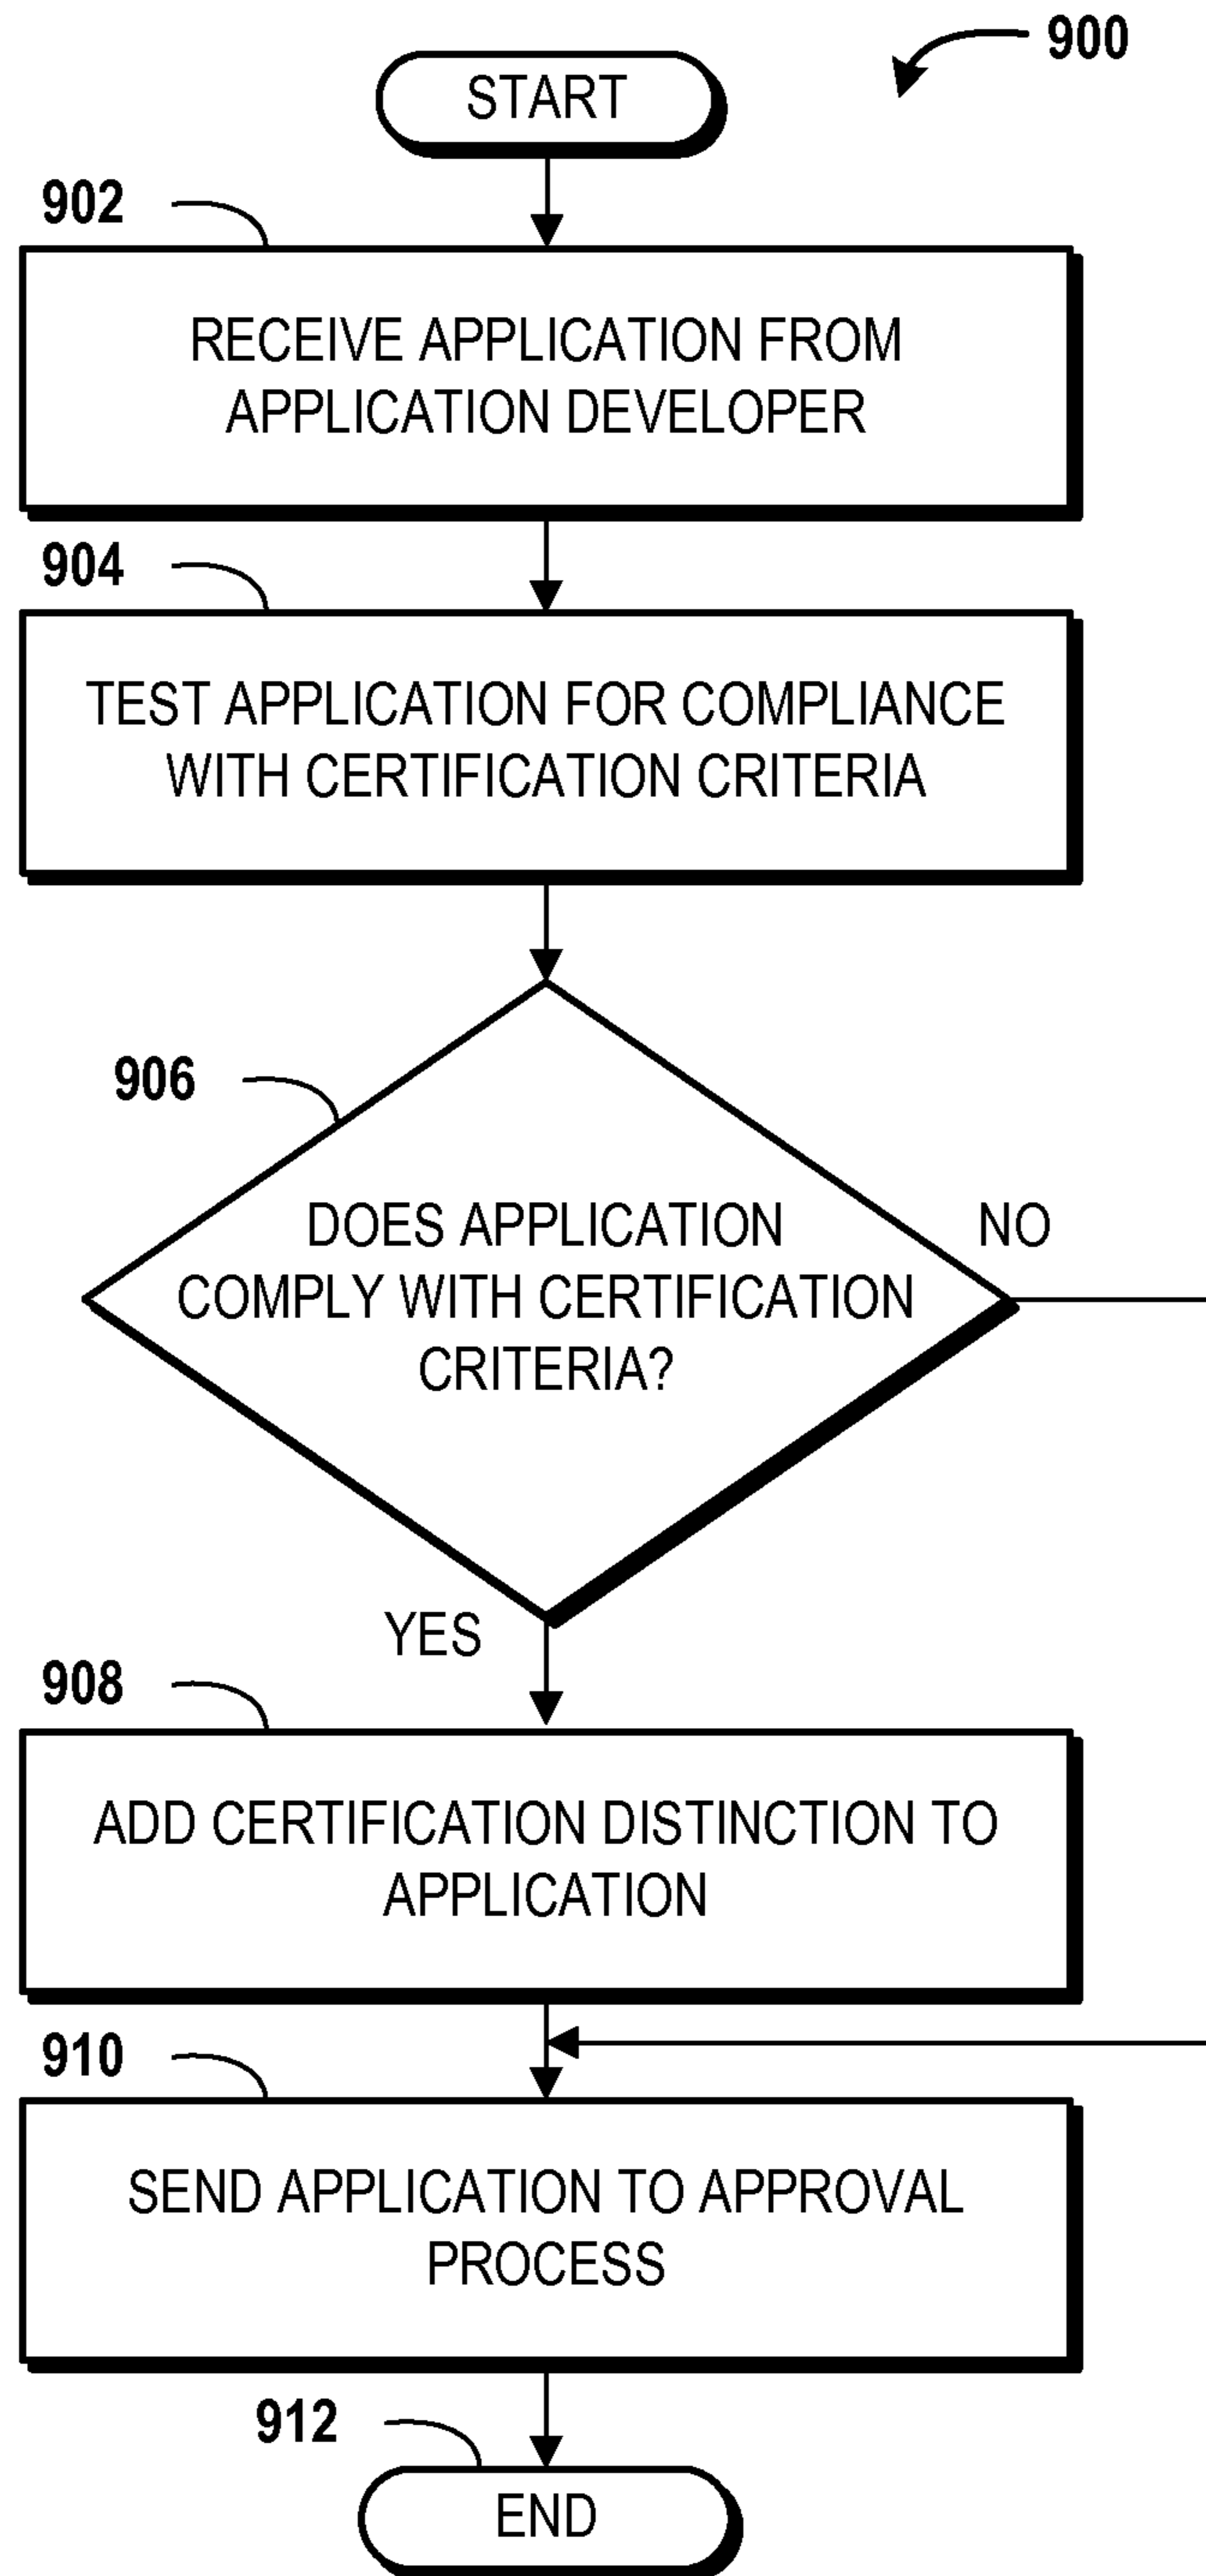 900
START
902
RECEIVE APPLICATION FROM
APPLICATION DEVELOPER
904
TEST APPLICATION FOR COMPLIANCE
WITH CERTIFICATION CRITERIA
906
DOES APPLICATION
COMPLY WITH CERTIFICATION
CRITERIA?
NO
YES
908
ADD CERTIFICATION DISTINCTION TO
APPLICATION
910
SEND APPLICATION TO APPROVAL
PROCESS
912
END